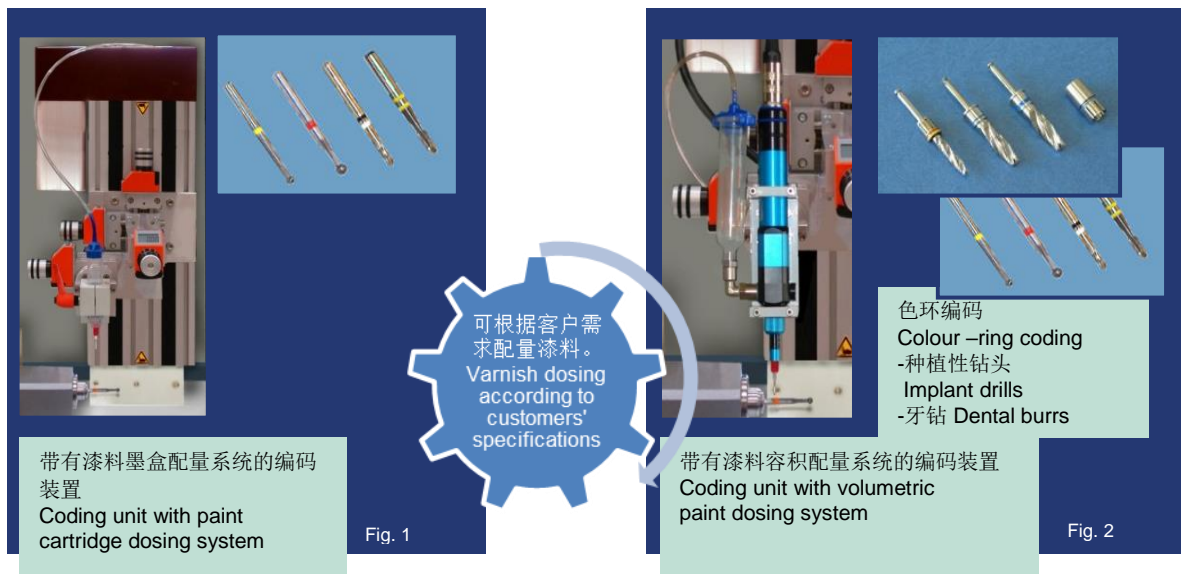 带有漆料墨盒配量系统的编码
装置
Coding unit with paint
cartridge dosing system
Fig. 1
可根据客户需
求配量漆料。
Varnish dosing
according to
customers'
specifications
色环编码
Colour –ring coding
-种植性钻头
Implant drills
-牙钻 Dental burrs
带有漆料容积配量系统的编码装置
Coding unit with volumetric
paint dosing system
Fig. 2